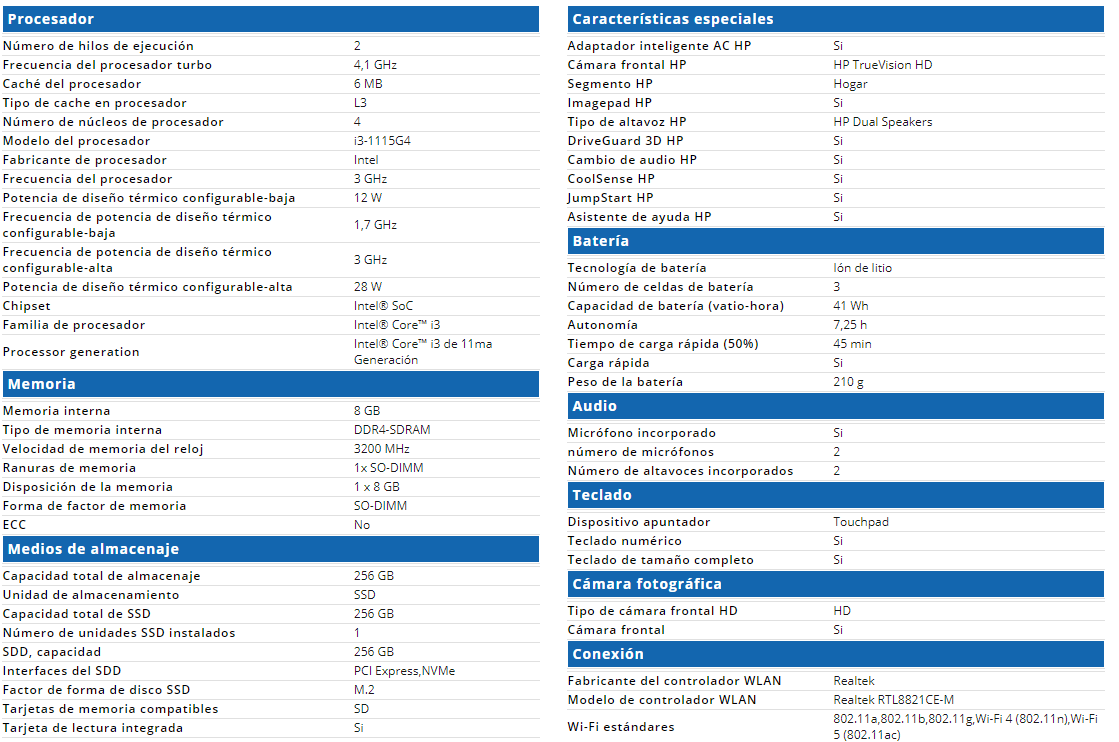 Procesador
Número de hilos de ejecución 2
Frecuencia del procesador turbo 4,1 GHz
Caché del procesador 6 MB
Tipo de cache en procesador L3
Número de núcleos de procesador 4
Modelo del procesador i3-1115G4
Fabricante de procesador Intel
Frecuencia del procesador 3 GHz
Potencia de diseño térmico configurable-baja 12 W
Frecuencia de potencia de diseño térmico
configurable-baja 1,7 GHz
Frecuencia de potencia de diseño térmico
configurable-alta 3 GHz
Potencia de diseño térmico configurable-alta 28 W
Chipset Intel® SoC
Familia de procesador Intel® Core™ i3
Processor generation Intel® Core™ i3 de 11ma
Generación
Memoria
Memoria interna 8 GB
Tipo de memoria interna DDR4-SDRAM
Velocidad de memoria del reloj 3200 MHz
Ranuras de memoria 1x SO-DIMM
Disposición de la memoria 1 x 8 GB
Forma de factor de memoria SO-DIMM
ECC No
Medios de almacenaje
Capacidad total de almacenaje 256 GB
Unidad de almacenamiento SSD
Capacidad total de SSD 256 GB
Número de unidades SSD instalados 1
SDD, capacidad 256 GB
Interfaces del SDD PCI Express,NVMe
Factor de forma de disco SSD M.2
Tarjetas de memoria compatibles SD
Tarjeta de lectura integrada Si
Características especiales
Adaptador inteligente AC HP Si
Cámara frontal HP HP TrueVision HD
Segmento HP Hogar
Imagepad HP Si
Tipo de altavoz HP HP Dual Speakers
DriveGuard 3D HP Si
Cambio de audio HP Si
CoolSense HP Si
JumpStart HP Si
Asistente de ayuda HP Si
Batería
Tecnología de batería Ión de litio
Número de celdas de batería 3
Capacidad de batería (vatio-hora) 41 Wh
Autonomía 7,25 h
Tiempo de carga rápida (50%) 45 min
Carga rápida Si
Peso de la batería 210 g
Audio
Micrófono incorporado Si
número de micrófonos 2
Número de altavoces incorporados 2
Teclado
Dispositivo apuntador Touchpad
Teclado numérico Si
Teclado de tamaño completo Si
Cámara fotográfica
Tipo de cámara frontal HD HD
Cámara frontal Si
Conexión
Fabricante del controlador WLAN Realtek
Modelo de controlador WLAN Realtek RTL8821CE-M
Wi-Fi estándares 802.11a,802.11b,802.11g,Wi-Fi 4 (802.11n),Wi-Fi
5 (802.11ac)